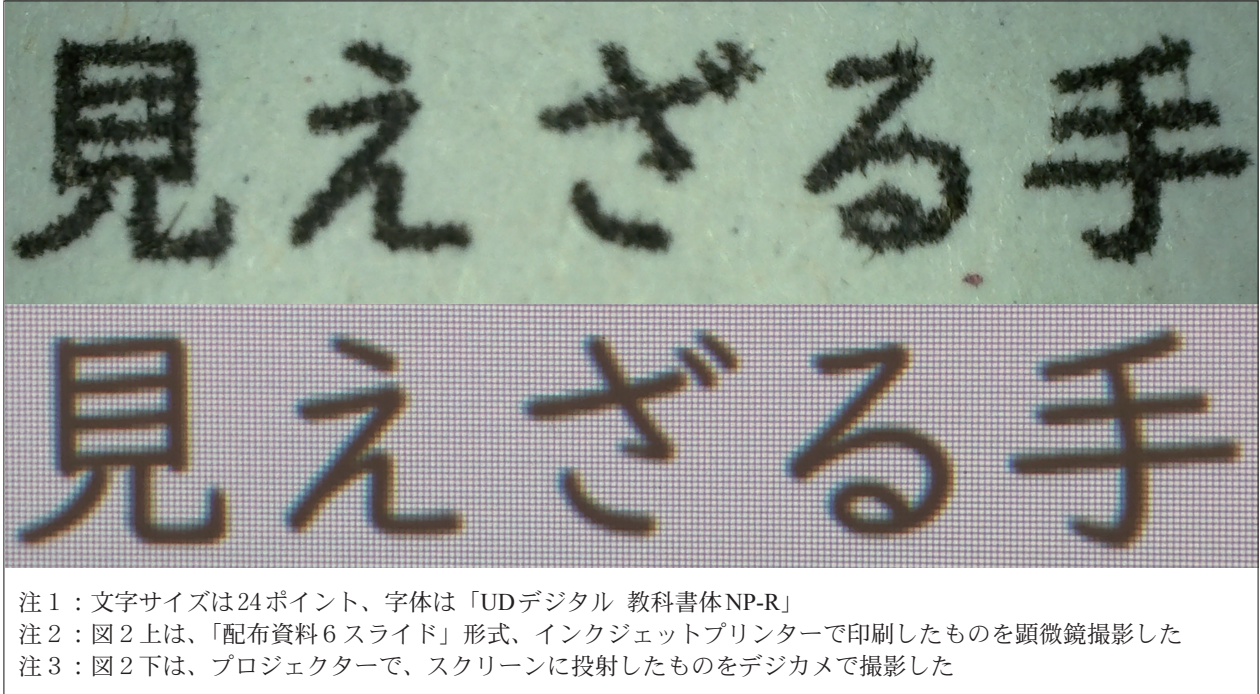 見えざる手
見えざる手
注1：文字サイズは24ポイント、字体は「UDデジタル 教科書体NP-R」
注2：図2上は、「配布資料6スライド」形式、インクジェットプリンターで印刷したものを顕微鏡撮影した
注3：図2下は、プロジェクターで、スクリーンに投射したものをデジカメで撮影した